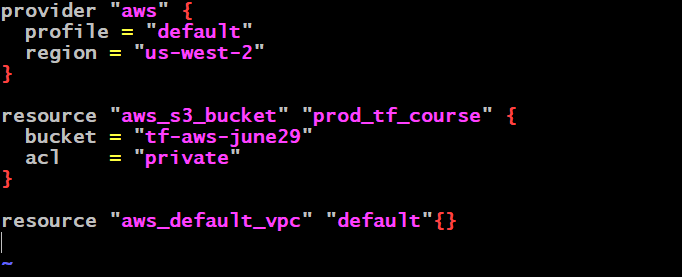 provider "aws" {
  profile = "default"
  region = "us-west-2"
}
resource "aws_s3_bucket" "prod_tf_course" {
  bucket = "tf-aws-june29"
  acl    = "private"
}
resource "aws_default_vpc" "default"{}
~